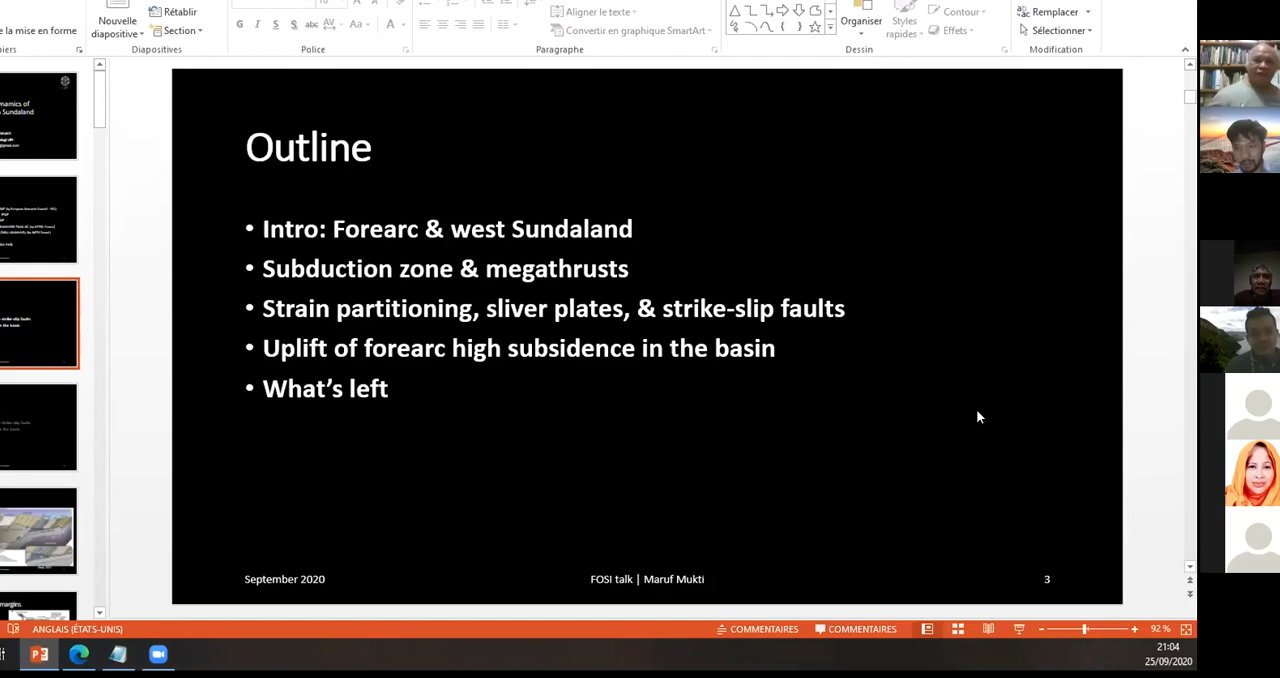 Rétablir
Nouvelle
diapositive
Section
la mise en forme
Diapositives
Police
Aligner le texte
Convertir en graphique SmartArt
Paragraphe
Organiser
Styles
rapides
Contour
Effets
Dessin
Remplacer
Sélectionner
Modification
Outline
• Intro: Forearc & west Sundaland
• Subduction zone & megathrusts
• Strain partitioning, sliver plates, & strike-slip faults
• Uplift of forearc high subsidence in the basin
• What's left
September 2020
FOSI talk | Maruf Mukti
3
ANGLAIS (ÉTATS-UNIS)
COMMENTAIRES
COMMENTAIRES
92 %
21:04
25/09/2020